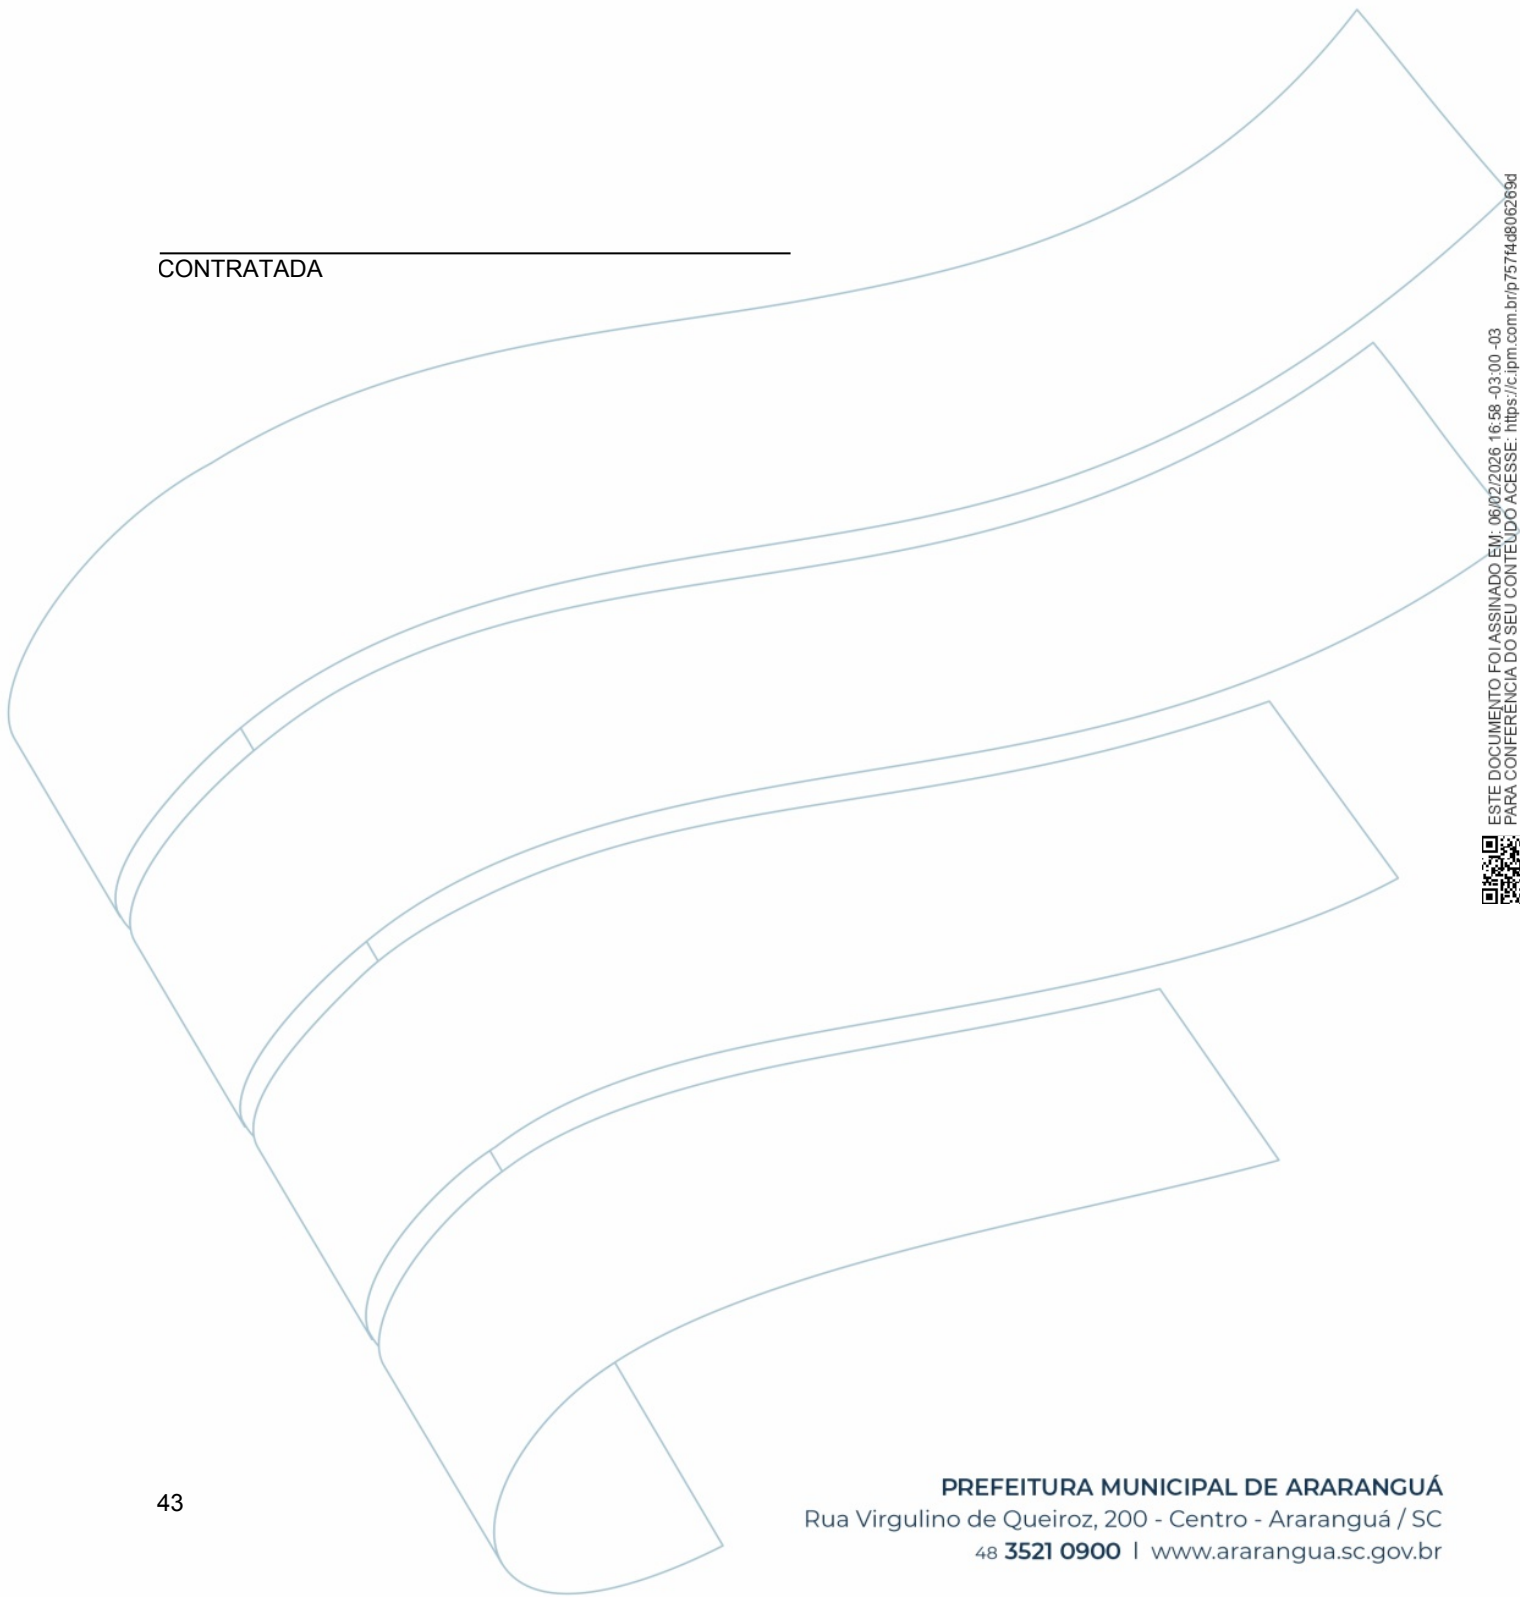 CONTRATADA
ESTE DOCUMENTO FOI ASSINADO EM: 06/02/2026 16:58 -03:00 -03
PARA CONFERÊNCIA DO SEU CONTEÚDO ACESSE: https://c.ipm.com.br/p757f4d806269d
43
PREFEITURA MUNICIPAL DE ARARANGUÁ
Rua Virgulino de Queiroz, 200 - Centro - Araranguá / SC
48 3521 0900 | www.ararangua.sc.gov.br